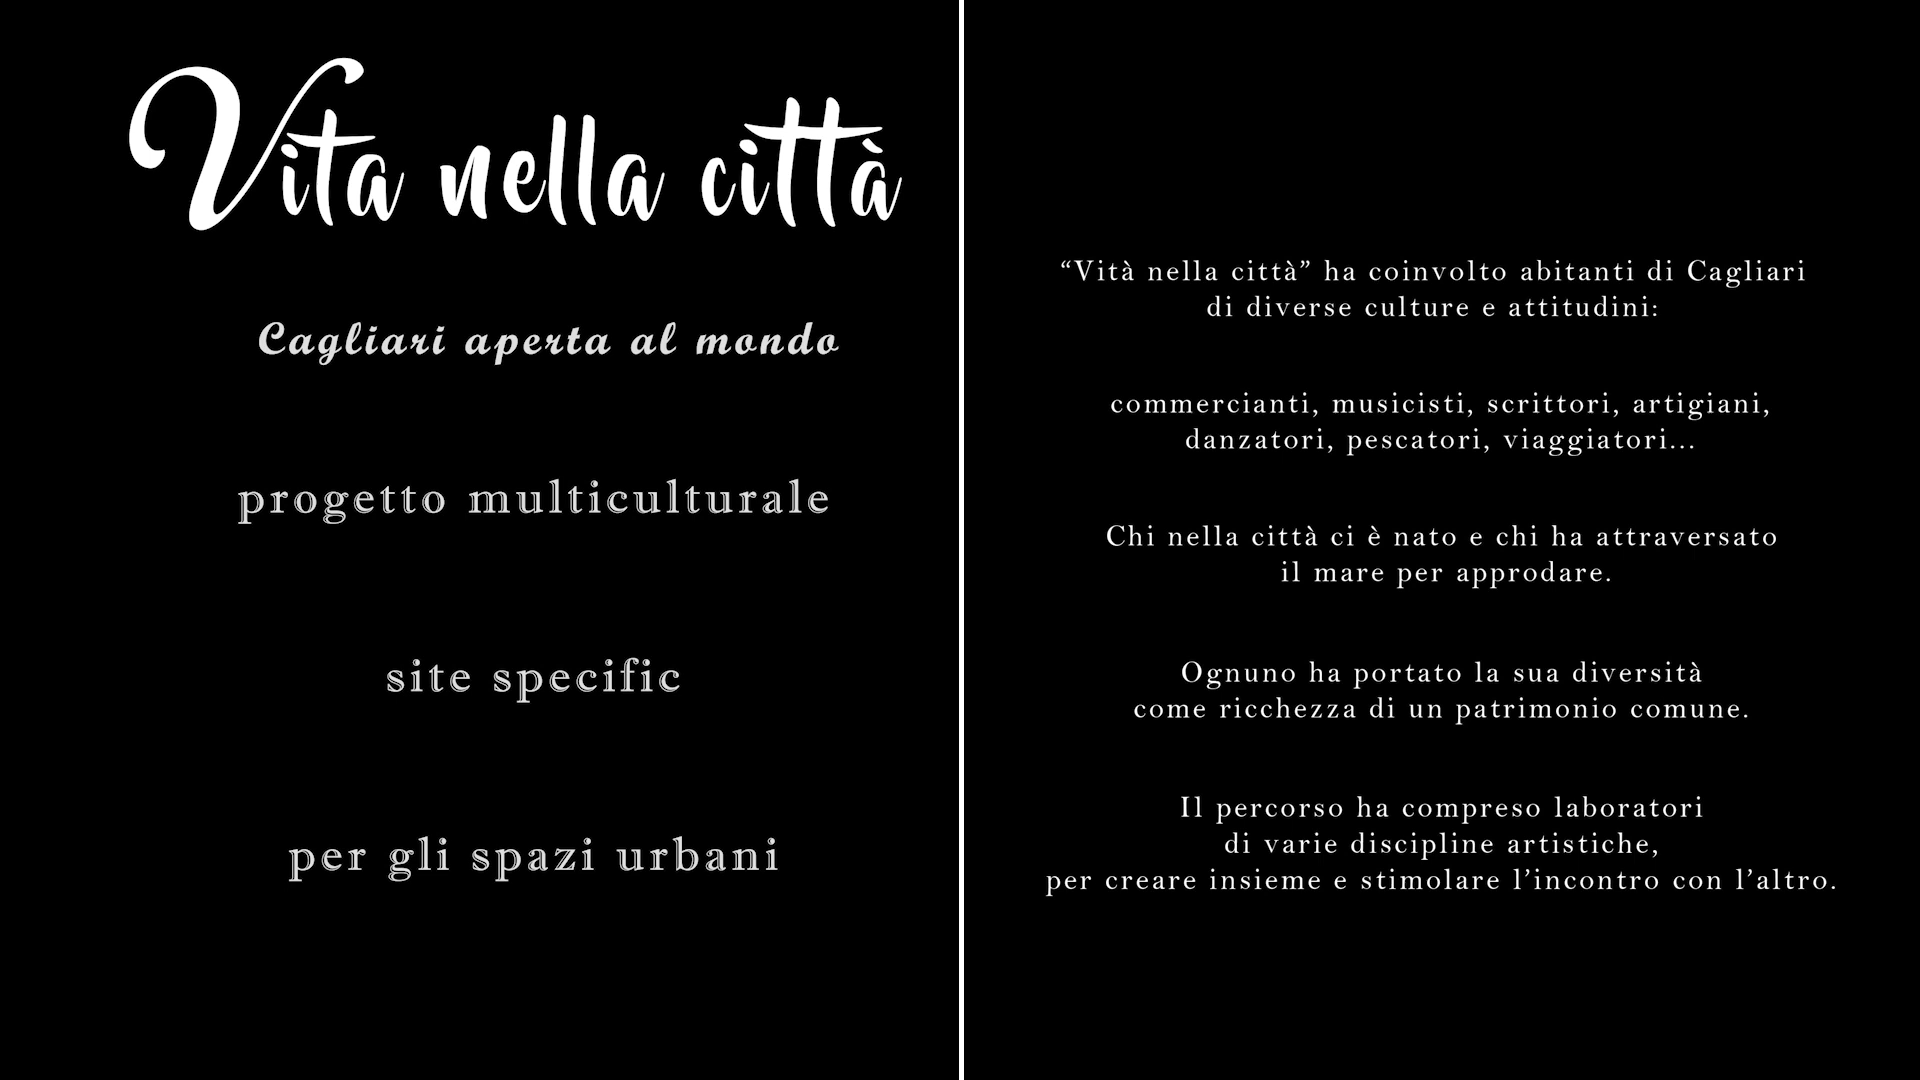 Vita nella città
Cagliari aperta al mondo
progetto multiculturale
site specific
per gli spazi urbani
“Vità nella città” ha coinvolto abitanti di Cagliari
di diverse culture e attitudini:
commercianti, musicisti, scrittori, artigiani,
danzatori, pescatori, viaggiatori...
Chi nella città ci è nato e chi ha attraversato
il mare per approdare.
Ognuno ha portato la sua diversità
come ricchezza di un patrimonio comune.
Il percorso ha compreso laboratori
di varie discipline artistiche,
per creare insieme e stimolare l’incontro con l’altro.